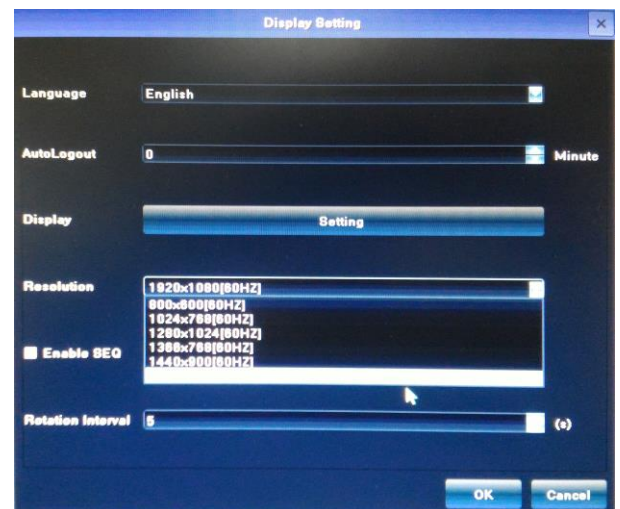 Display Setting
Language English
AutoLogout 0 Minute
Display Setting
Resolution 1920x1080[60HZ]
800x600[60HZ]
1024x768[60HZ]
1280x1024[60HZ]
1366x768[60HZ]
Enable SEQ
1440x900[60HZ]
Rotation Interval 5 (s)
OK Cancel